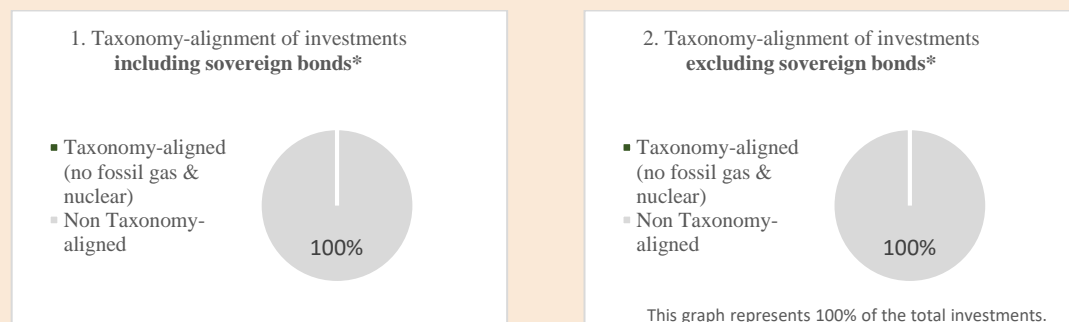 1. Taxonomy-alignment of investments
including sovereign bonds*
Taxonomy-aligned
(no fossil gas &
nuclear)
Non Taxonomy-
aligned
100%
2. Taxonomy-alignment of investments
excluding sovereign bonds*
Taxonomy-aligned
(no fossil gas &
nuclear)
Non Taxonomy-
aligned
100%
This graph represents 100% of the total investments.